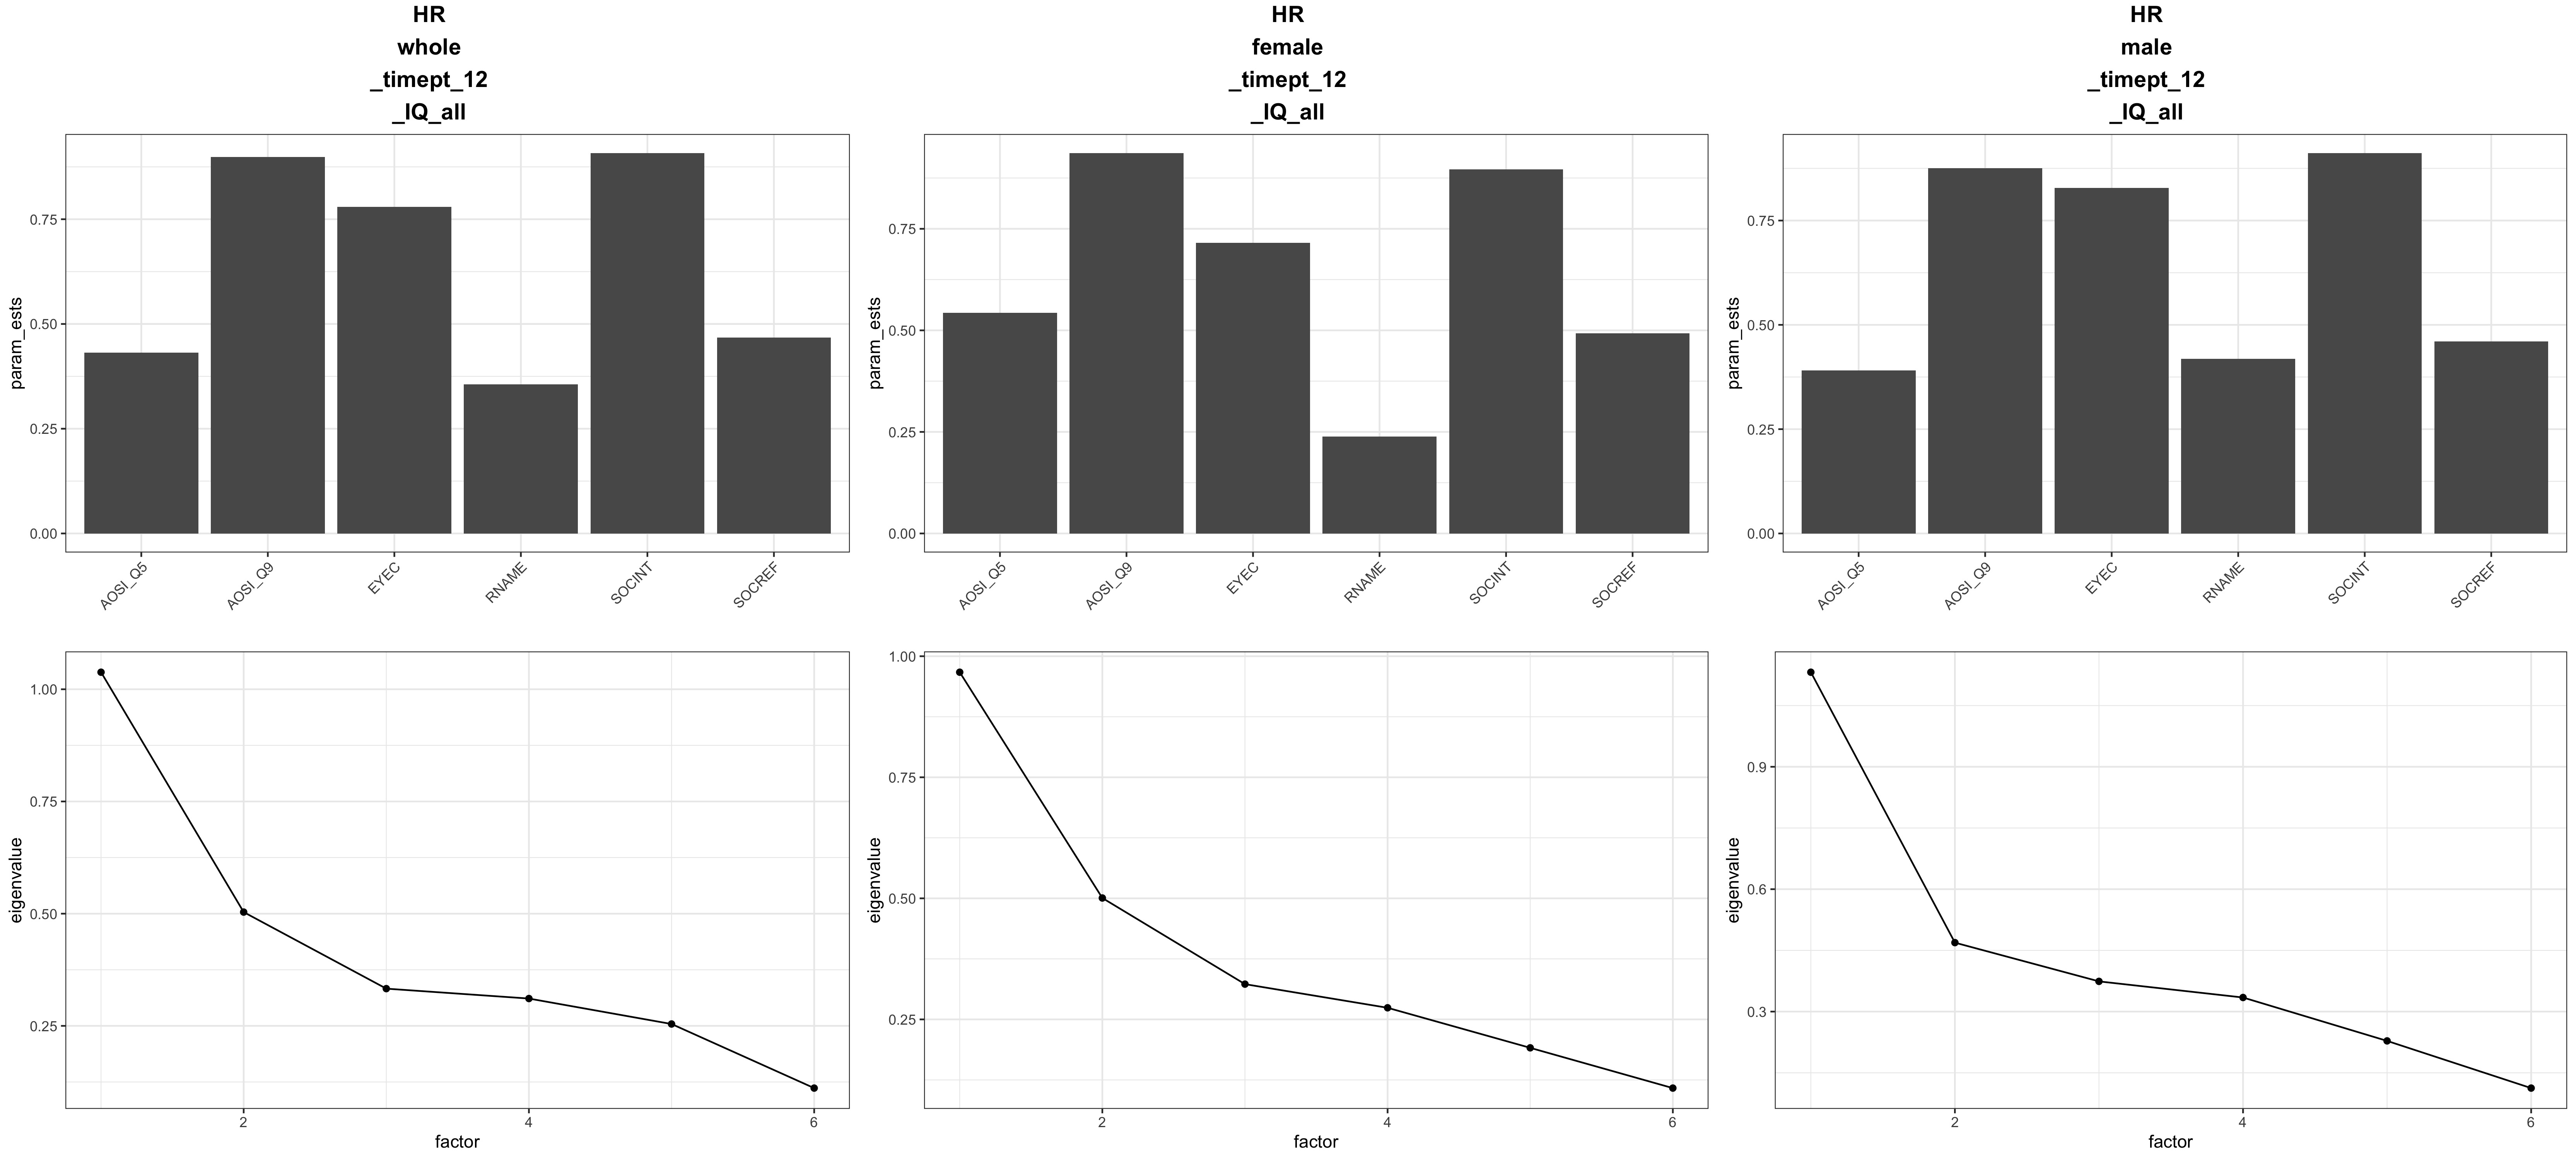 HR
whole
_timept_12
_IQ_all
param_ests
0.75
0.50
0.25
0.00
AOSI_Q5
AOSI_Q9
EYEC
RNAME
SOCINT
SOCREF
HR
female
_timept_12
_IQ_all
param_ests
0.75
0.50
0.25
0.00
AOSI_Q5
AOSI_Q9
EYEC
RNAME
SOCINT
SOCREF
HR
male
_timept_12
_IQ_all
param_ests
0.75
0.50
0.25
0.00
AOSI_Q5
AOSI_Q9
EYEC
RNAME
SOCINT
SOCREF
eigenvalue
1.00
0.75
0.50
0.25
2
4
6
factor
eigenvalue
1.00
0.75
0.50
0.25
2
4
6
factor
eigenvalue
0.9
0.6
0.3
2
4
6
factor